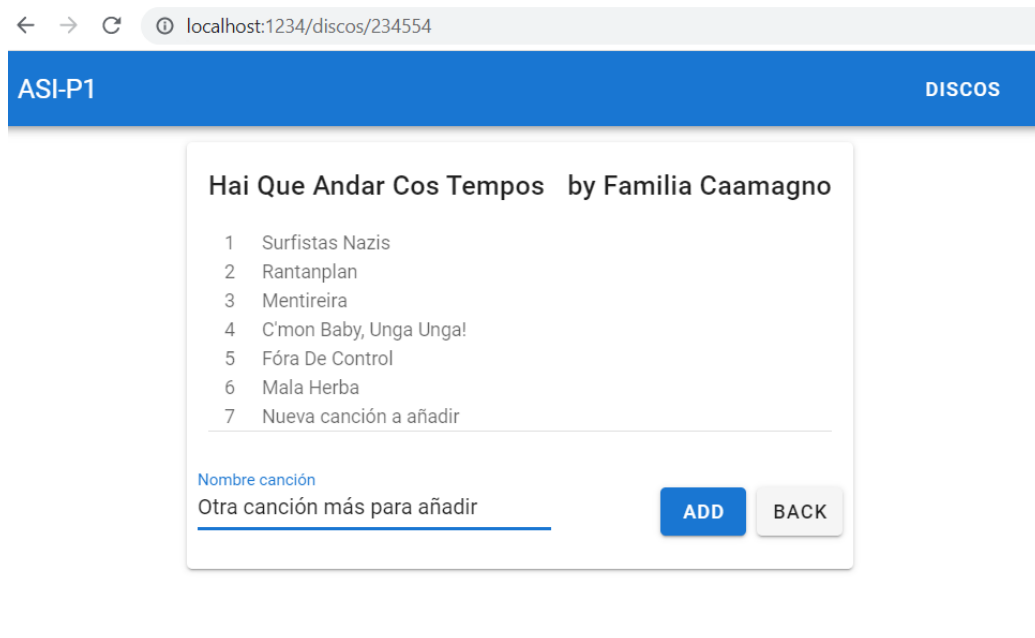 localhost:1234/discos/234554
ASI-P1 DISCOS
Hai Que Andar Cos Tempos by Familia Caamagno
1 Surfistas Nazis
2 Rantanplan
3 Mentireira
4 C'mon Baby, Unga Unga!
5 Fóra De Control
6 Mala Herba
7 Nueva canción a añadir
Nombre canción
Otra canción más para añadir
ADD BACK